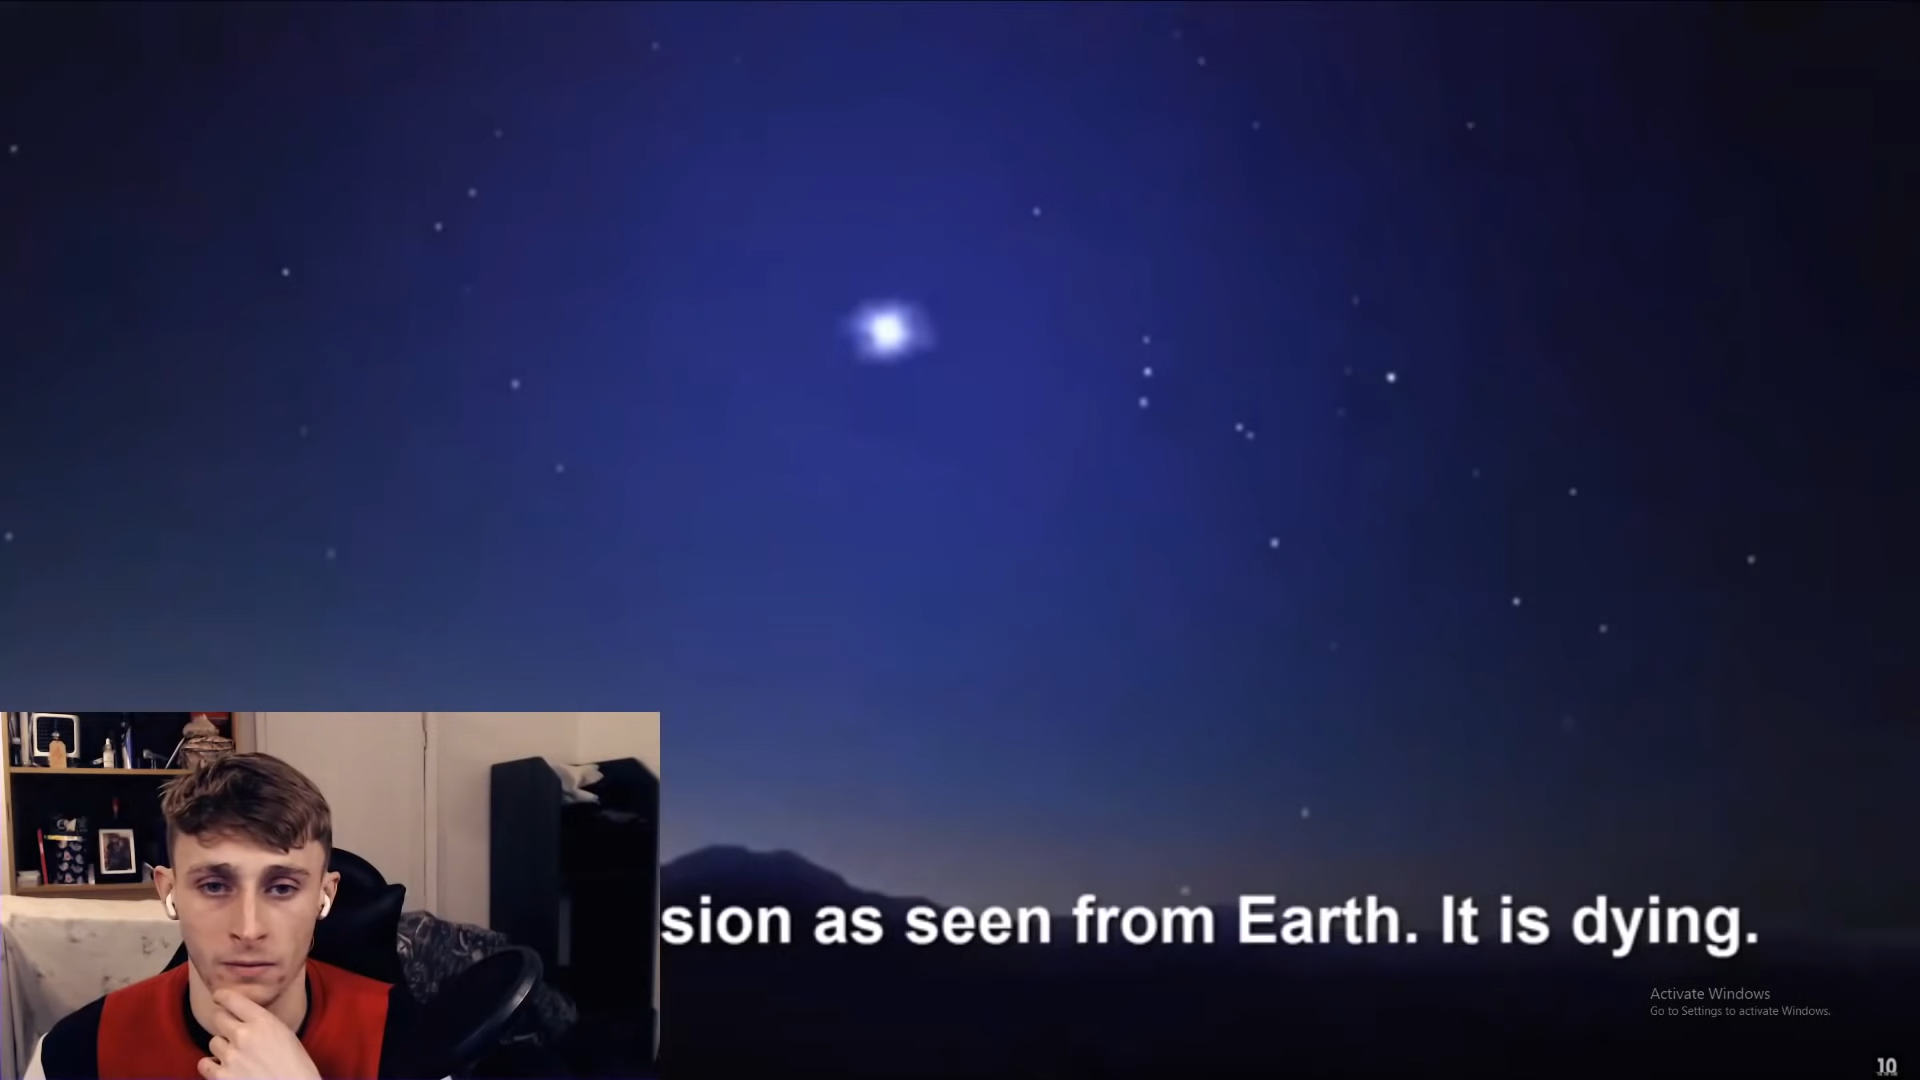 sion as seen from Earth. It is dying.
Activate Windows
Go to Settings to activate Windows.
10